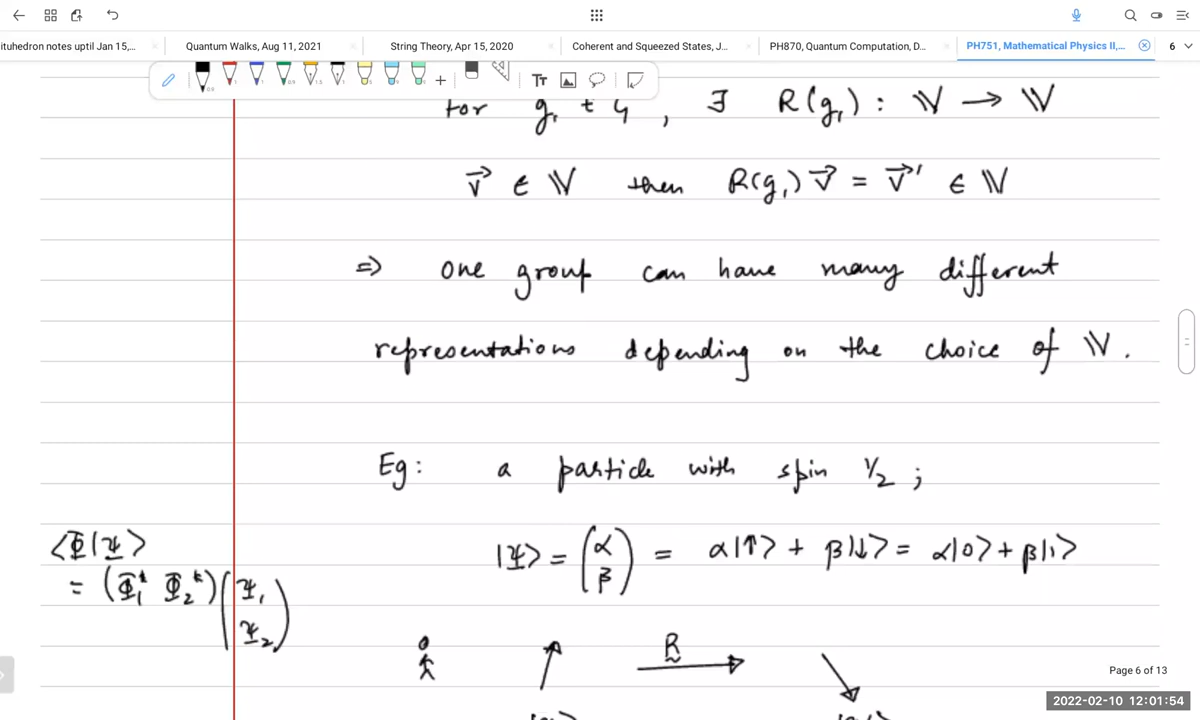 ituhedron notes uptil Jan 15,...
Quantum Walks, Aug 11, 2021
String Theory, Apr 15, 2020
Coherent and Squeezed States, J...
PH870, Quantum Computation, D...
PH751, Mathematical Physics II,...
6
for g₁ ∈ G, ∃ R(g₁) : 𝕍 → 𝕍
v⃗ ∈ 𝕍 then R(g₁) v⃗ = v⃗′ ∈ 𝕍
⇒ one group can have many different
representations depending on the choice of 𝕍.
Eg: a particle with spin 1/2 ;
⟨Φ|Ψ⟩
= (Φ₁* Φ₂*) (Ψ₁ Ψ₂)
|Ψ⟩ = (α β) = α|↑⟩ + β|↓⟩ = α|0⟩ + β|1⟩
R
Page 6 of 13
2022-02-10 12:01:54